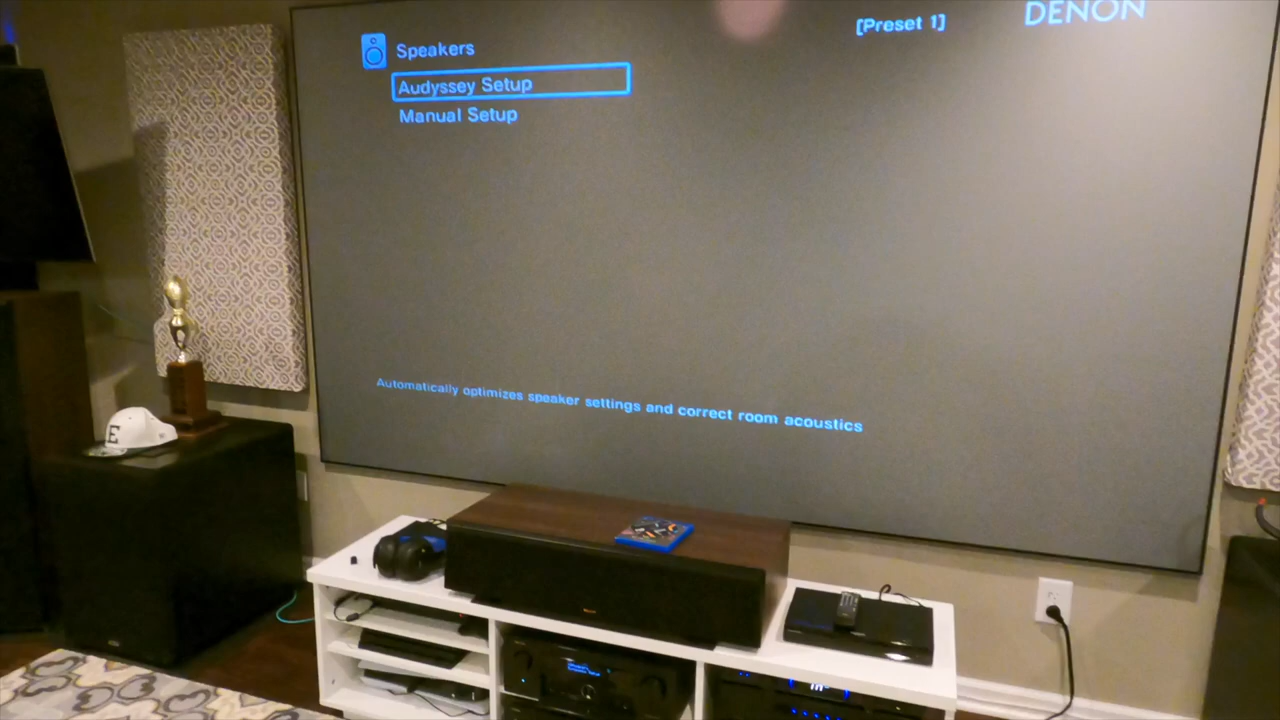 DENON
[Preset 1]
Speakers
Audyssey Setup
Manual Setup
Automatically optimizes speaker settings and correct room acoustics
E